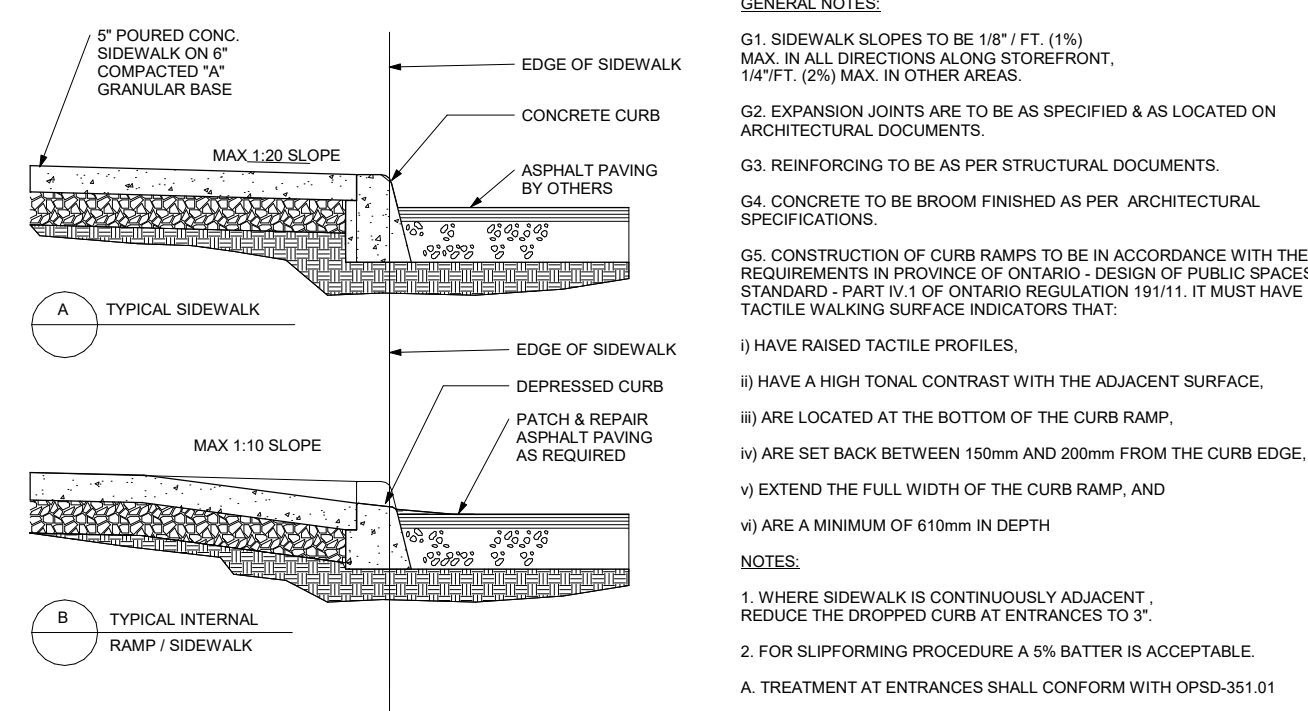 5" POURED CONC.
SIDEWALK ON 6"
COMPACTED "A"
GRANULAR BASE
EDGE OF SIDEWALK
CONCRETE CURB
MAX 1:20 SLOPE
ASPHALT PAVING
BY OTHERS
A
TYPICAL SIDEWALK
EDGE OF SIDEWALK
DEPRESSED CURB
PATCH & REPAIR
ASPHALT PAVING
AS REQUIRED
MAX 1:10 SLOPE
B
TYPICAL INTERNAL
RAMP / SIDEWALK
GENERAL NOTES:
G1. SIDEWALK SLOPES TO BE 1/8" / FT. (1%)
MAX. IN ALL DIRECTIONS ALONG STOREFRONT,
1/4"/FT. (2%) MAX. IN OTHER AREAS.
G2. EXPANSION JOINTS ARE TO BE AS SPECIFIED & AS LOCATED ON
ARCHITECTURAL DOCUMENTS.
G3. REINFORCING TO BE AS PER STRUCTURAL DOCUMENTS.
G4. CONCRETE TO BE BROOM FINISHED AS PER ARCHITECTURAL
SPECIFICATIONS.
G5. CONSTRUCTION OF CURB RAMPS TO BE IN ACCORDANCE WITH THE
REQUIREMENTS IN PROVINCE OF ONTARIO - DESIGN OF PUBLIC SPACES
STANDARD - PART IV.1 OF ONTARIO REGULATION 191/11. IT MUST HAVE
TACTILE WALKING SURFACE INDICATORS THAT:
i) HAVE RAISED TACTILE PROFILES,
ii) HAVE A HIGH TONAL CONTRAST WITH THE ADJACENT SURFACE,
iii) ARE LOCATED AT THE BOTTOM OF THE CURB RAMP,
iv) ARE SET BACK BETWEEN 150mm AND 200mm FROM THE CURB EDGE,
v) EXTEND THE FULL WIDTH OF THE CURB RAMP, AND
vi) ARE A MINIMUM OF 610mm IN DEPTH
NOTES:
1. WHERE SIDEWALK IS CONTINUOUSLY ADJACENT ,
REDUCE THE DROPPED CURB AT ENTRANCES TO 3".
2. FOR SLIPFORMING PROCEDURE A 5% BATTER IS ACCEPTABLE.
A. TREATMENT AT ENTRANCES SHALL CONFORM WITH OPSD-351.01